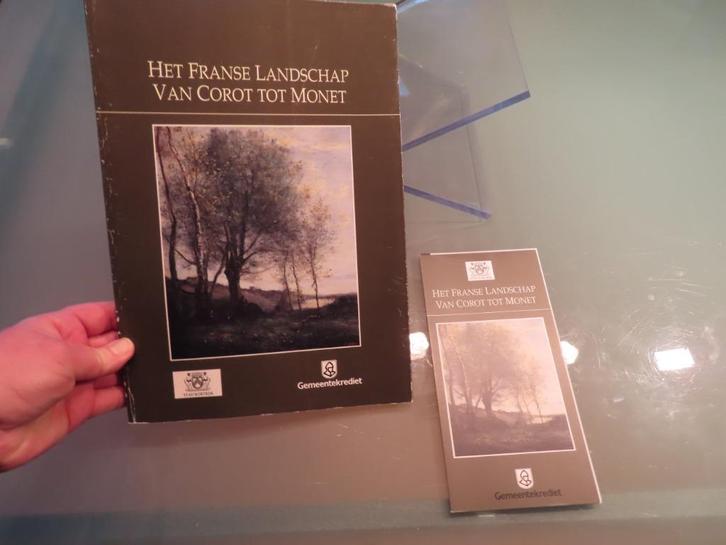 HET FRANSE LANDSCHAP
VAN COROT TOT MONET
Gemeentekrediet
HET FRANSE LANDSCHAP
VAN COROT TOT MONET
Gemeentekrediet